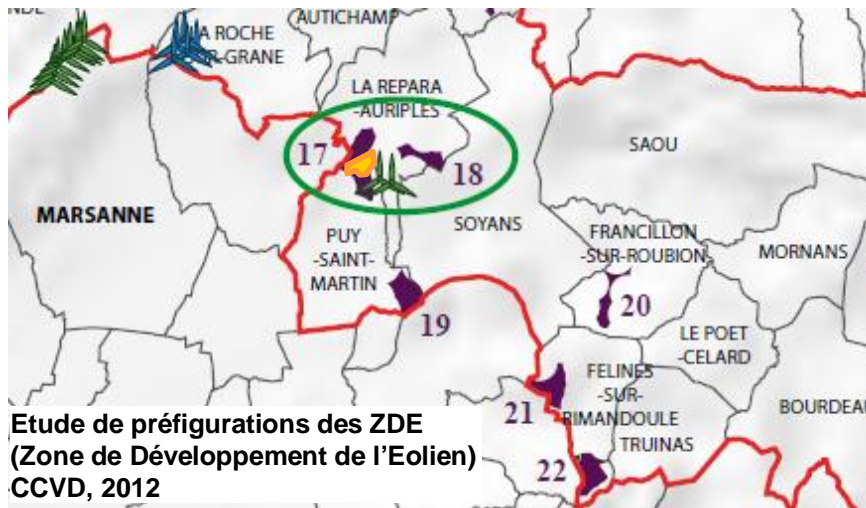 NDE
AUTICHAMP
A ROCHE
R-GRANE
LA REPARA
-AURIPLES
17
18
SAOU
MARSANNE
SOYANS
PUY
-SAINT-
MARTIN
FRANCILLON
-SUR-ROUBION
MORNANS
19
20
LE POET
-CELARD
FELINES
-SUR-
RIMANDOULE
21
BOURDEAU
TRUINAS
22
Etude de préfigurations des ZDE
(Zone de Développement de l'Eolien)
CCVD, 2012